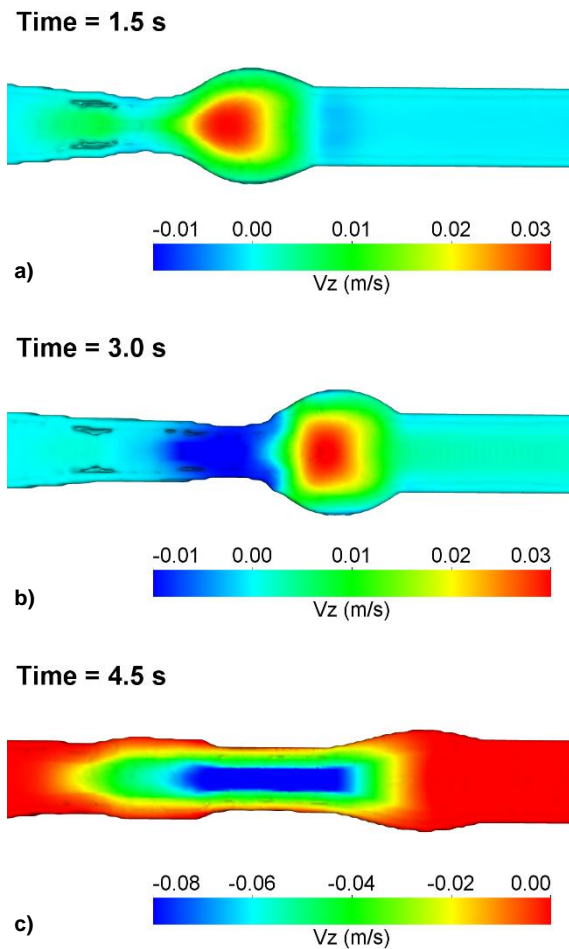 Time = 1.5 s
-0.01 0.00 0.01 0.02 0.03
Vz (m/s)
a)
Time = 3.0 s
-0.01 0.00 0.01 0.02 0.03
Vz (m/s)
b)
Time = 4.5 s
-0.08 -0.06 -0.04 -0.02 0.00
Vz (m/s)
c)